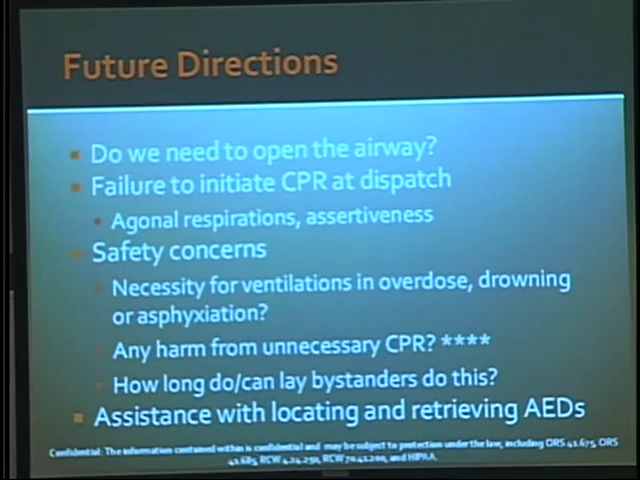 Future Directions
Do we need to open the airway?
Failure to initiate CPR at dispatch
Agonal respirations, assertiveness
Safety concerns
Necessity for ventilations in overdose, drowning
or asphyxiation?
Any harm from unnecessary CPR? ****
How long do/can lay bystanders do this?
Assistance with locating and retrieving AEDs
Confidential: The information contained within is confidential and may be subject to protection under the law, including ORS 41.675, ORS
41.685, RCW 4.24.250, RCW 70.41.200, and HIPAA.